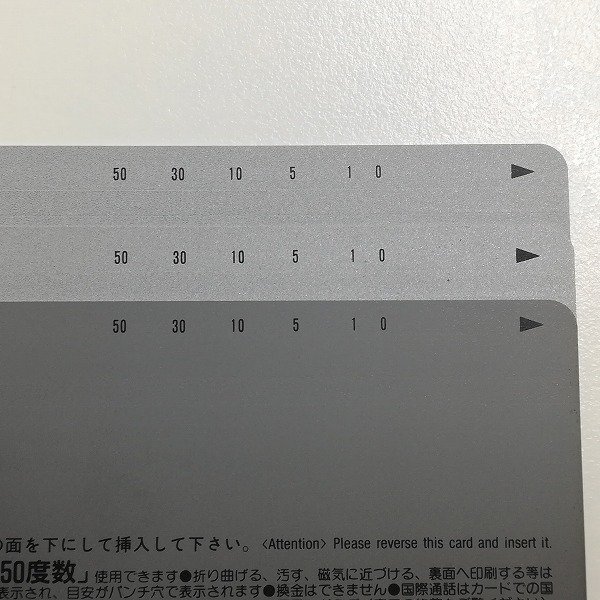 50 30 10 5 1 0 ▶
50 30 10 5 1 0 ▶
50 30 10 5 1 0 ▶
の面を下にして挿入して下さい。〈Attention〉 Please reverse this card and insert it.
50度数」使用できます●折り曲げる、汚す、磁気に近づける、裏面へ印刷する等は
表示され、目安がパンチ穴で表示されます●換金はできません●国際通話はカードでの国